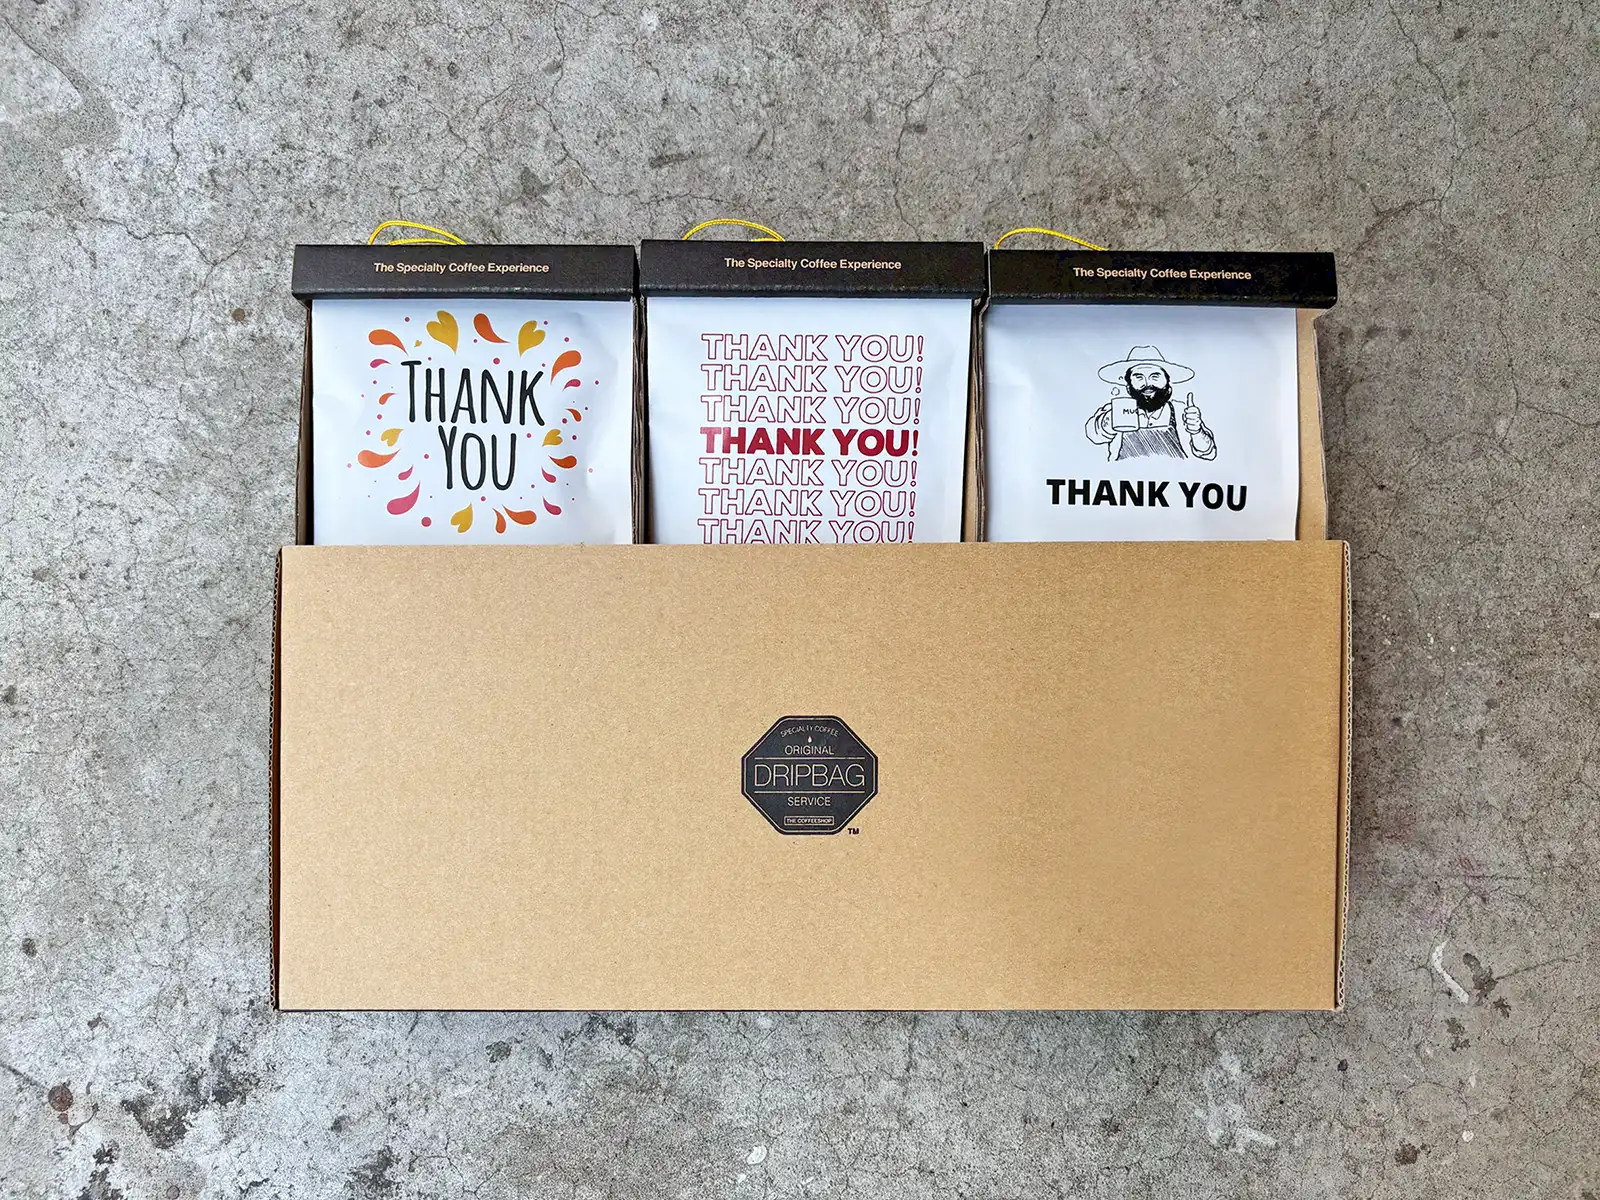 The Specialty Coffee Experience
THANK
YOU
The Specialty Coffee Experience
THANK YOU!
THANK YOU!
THANK YOU!
THANK YOU!
THANK YOU!
THANK YOU!
THANK YOU!
The Specialty Coffee Experience
MUG
THANK YOU
SPECIALTY COFFEE
ORIGINAL
DRIPBAG
SERVICE
THE COFFEESHOP
TM